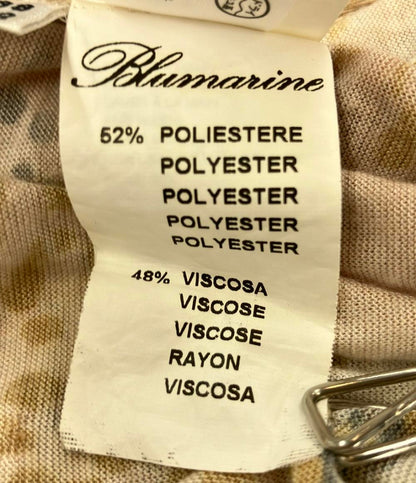 Blumarine
52% POLIESTERE
POLYESTER
POLYESTER
POLYESTER
POLYESTER
48% VISCOSA
VISCOSE
VISCOSE
RAYON
VISCOSA